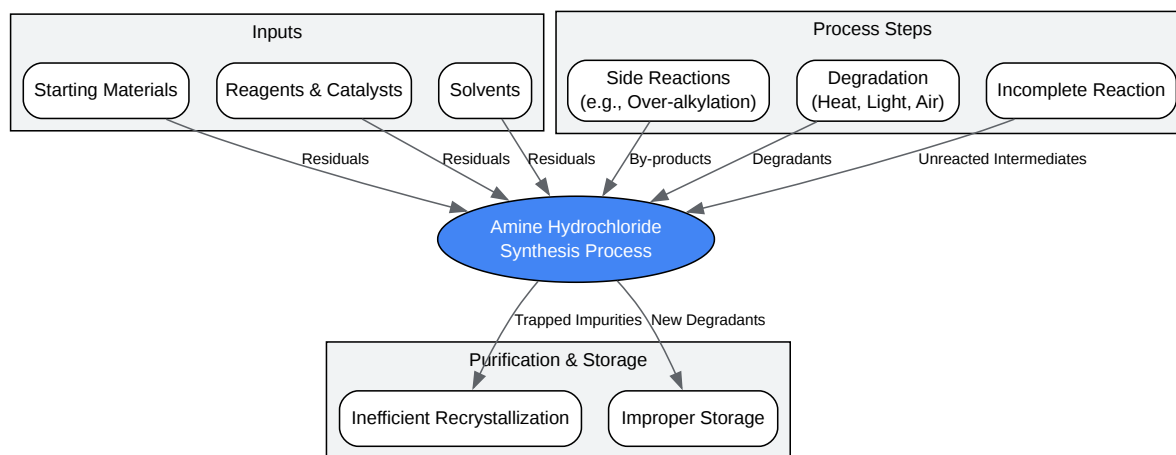 Inputs
Process Steps
Starting Materials
Reagents & Catalysts
Solvents
Side Reactions
(e.g., Over-alkylation)
Degradation
(Heat, Light, Air)
Incomplete Reaction
Residuals
Residuals
Residuals
By-products
Degradants
Unreacted Intermediates
Amine Hydrochloride
Synthesis Process
Trapped Impurities
New Degradants
Purification & Storage
Inefficient Recrystallization
Improper Storage